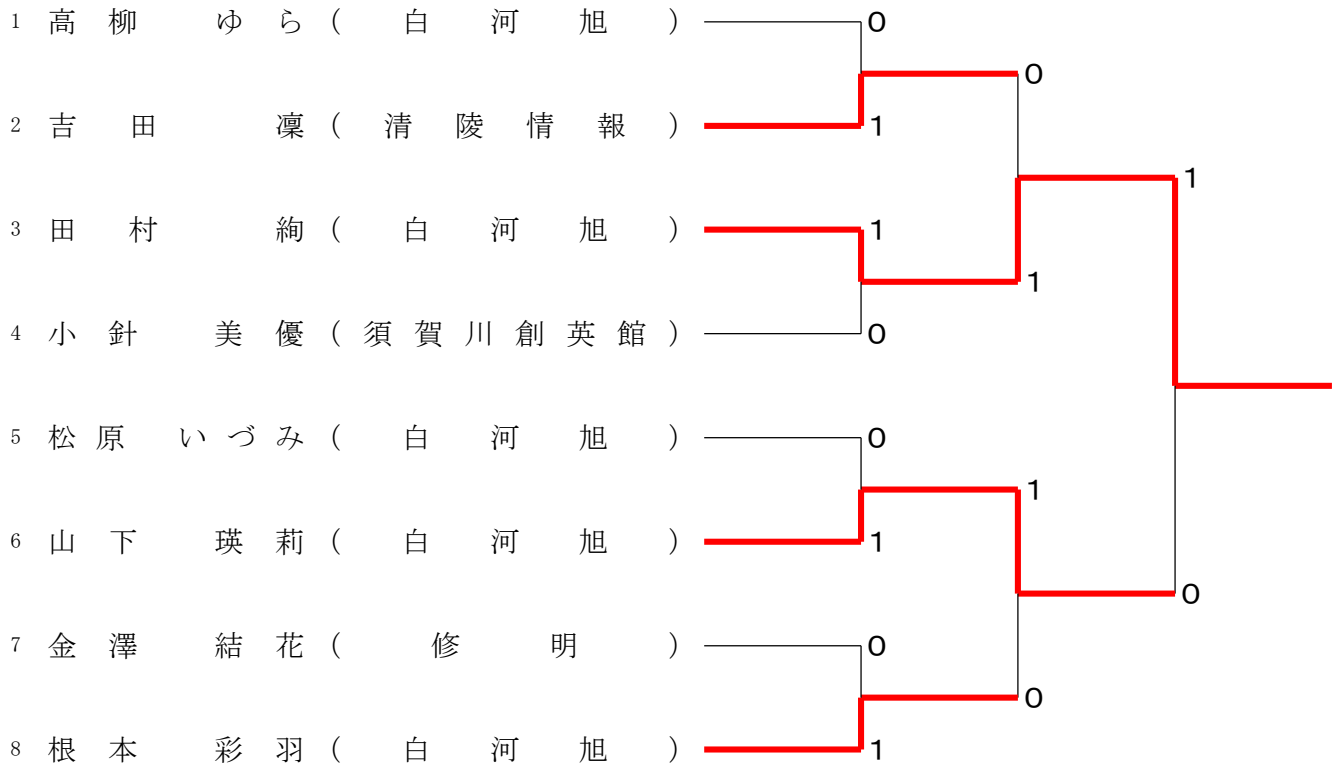 1 高柳 ゆら ( 白河旭 ) 0
0
2 吉田 凜 ( 清陵情報 ) 1
1
3 田村 絢 ( 白河旭 ) 1
1
4 小針 美優 ( 須賀川創英館 ) 0
5 松原 いづみ ( 白河旭 ) 0
1
6 山下 瑛莉 ( 白河旭 ) 1
0
7 金澤 結花 ( 修明 ) 0
0
8 根本 彩羽 ( 白河旭 ) 1